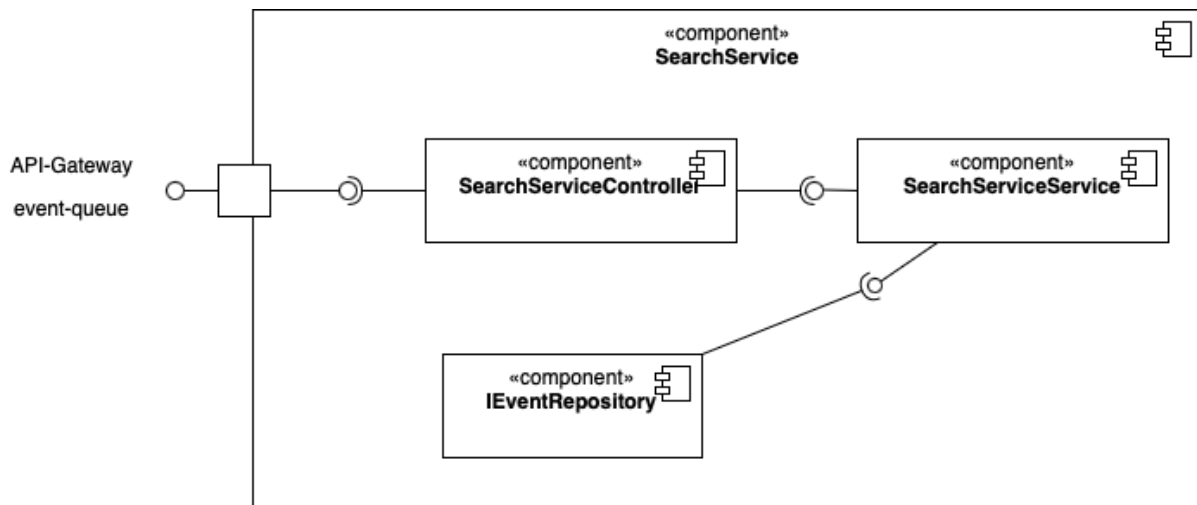 «component»
SearchService
API-Gateway
event-queue
«component»
SearchServiceController
«component»
SearchServiceService
«component»
IEventRepository